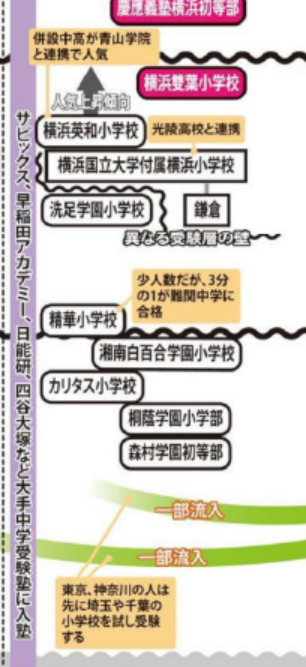 慶應義塾横浜初等部
併設中高が青山学院
と連携で人気
横浜雙葉小学校
人気上昇傾向
横浜英和小学校
光陵高校と連携
横浜国立大学付属横浜小学校
洗足学園小学校
鎌倉
異なる受験層の壁
少人数だが、3分
の1が難関中学に
合格
精華小学校
湘南白百合学園小学校
カリタス小学校
桐蔭学園小学部
森村学園初等部
一部流入
一部流入
東京、神奈川の人は
先に埼玉や千葉の
小学校を試し受験
する
サピックス、早稲田アカデミー、日能研、四谷大塚など大手中学受験塾に入塾